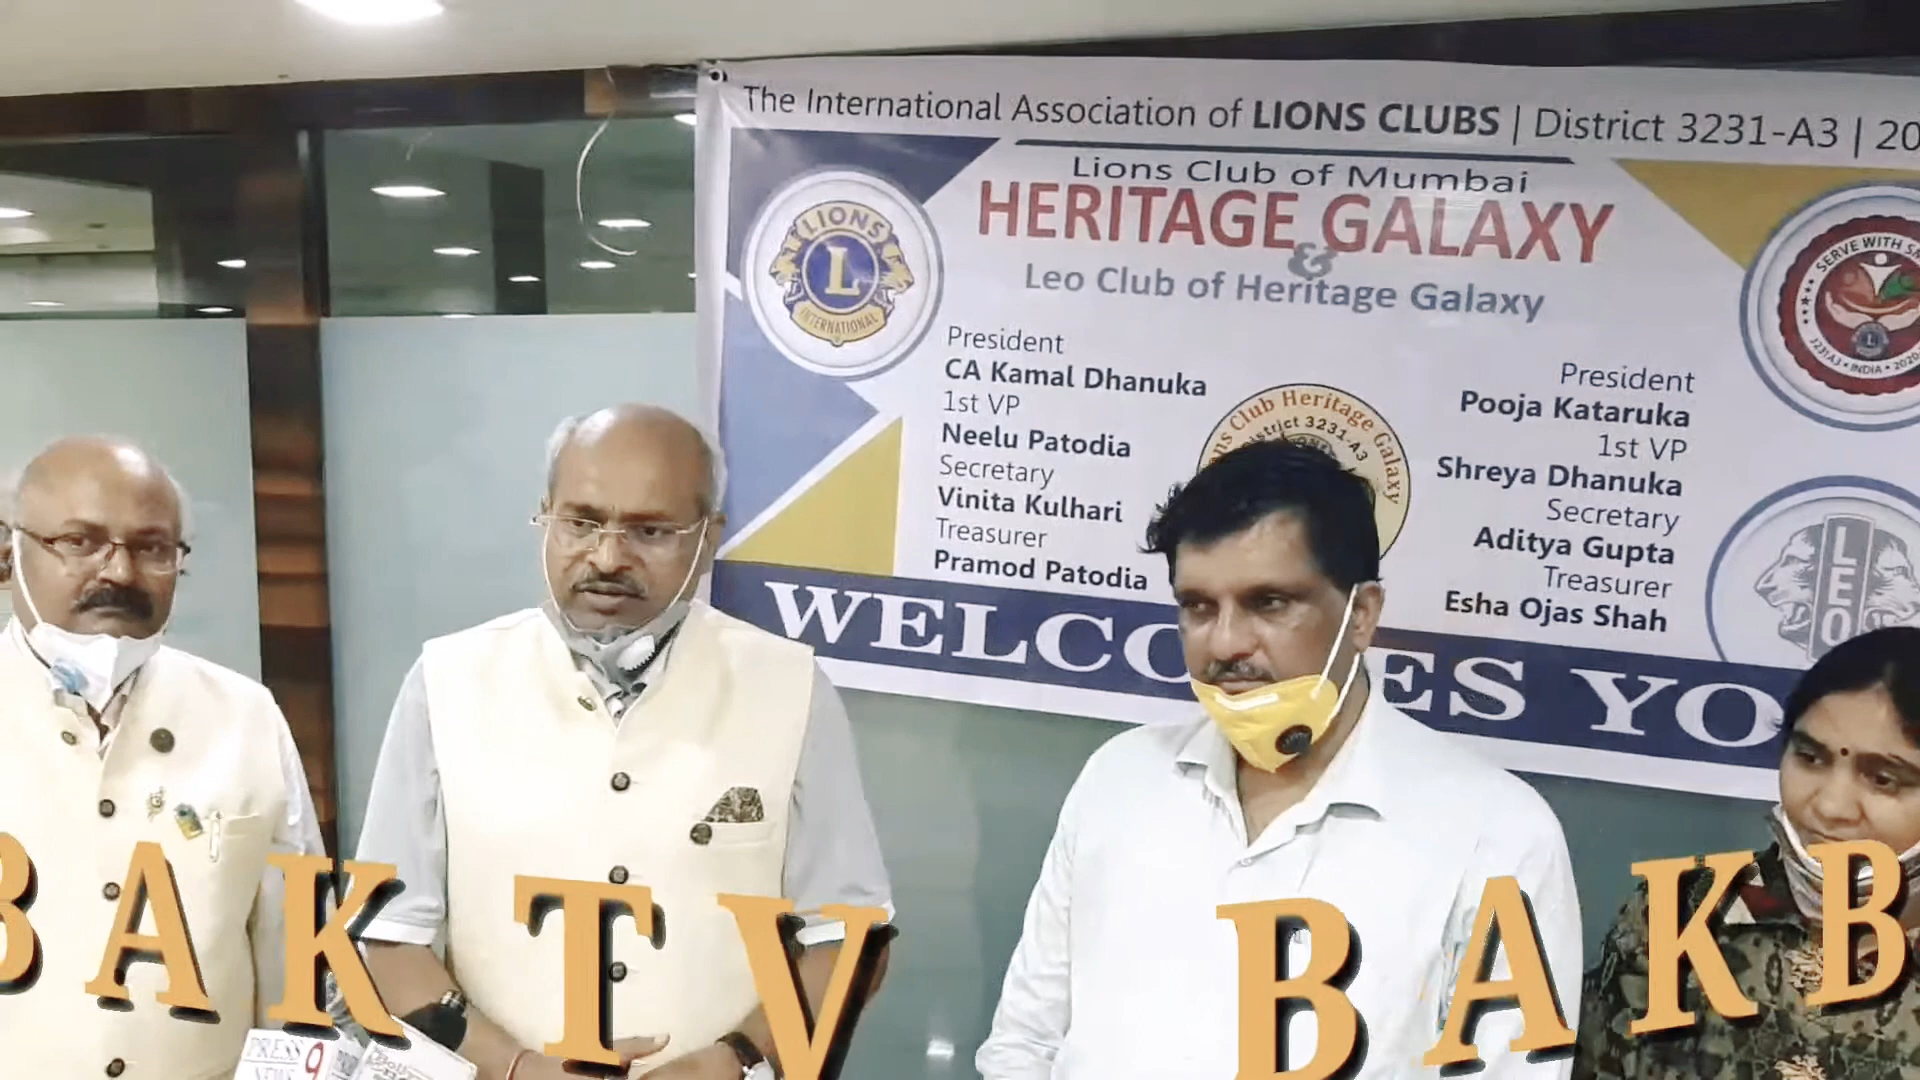 The International Association of LIONS CLUBS | District 3231-A3 | 20
Lions Club of Mumbai
HERITAGE GALAXY
&
Leo Club of Heritage Galaxy
LIONS
L
INTERNATIONAL
President
CA Kamal Dhanuka
1st VP
Neelu Patodia
Secretary
Vinita Kulhari
Treasurer
Pramod Patodia
Club Heritage Galaxy
District 3231-A3
President
Pooja Kataruka
1st VP
Shreya Dhanuka
Secretary
Aditya Gupta
Treasurer
Esha Ojas Shah
SERVE WITH
3231A3 • INDIA • 2020
LEO
WELCO ES YO
BAK TV BAKB
PRESS
NEWS 9